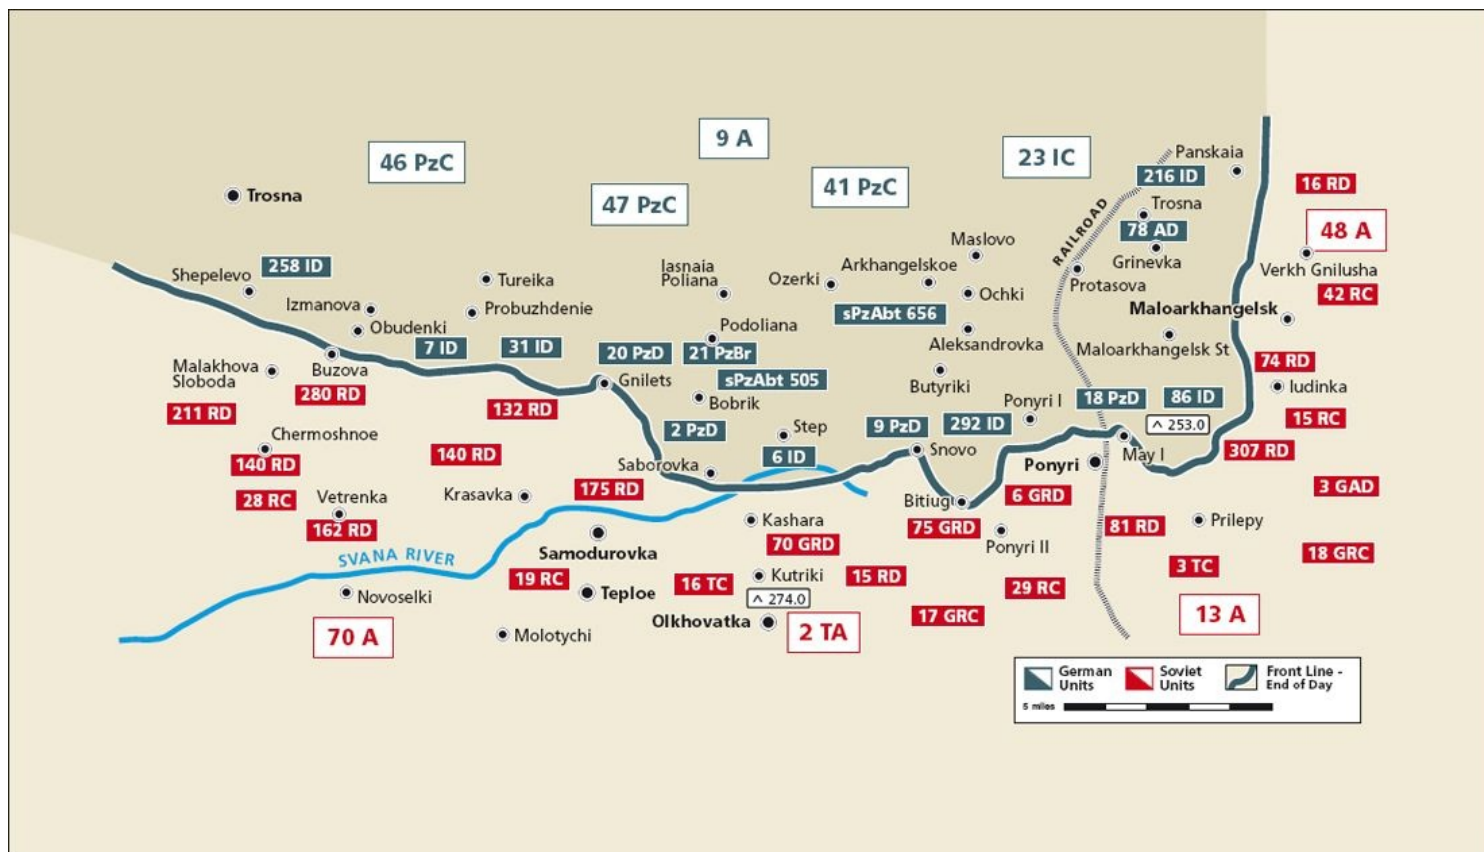 9 A
46 PzC
23 IC
41 PzC
47 PzC
Panskaia
216 ID
16 RD
Trosna
Trosna
RAILROAD
78 AD
48 A
Maslovo
Grinevka
Verkh Gnilusha
Shepelevo
258 ID
Tureika
Iasnaia
Poliana
Ozerki
Arkhangelskoe
Ochki
Protasova
42 RC
Izmanova
Probuzhdenie
sPzAbt 656
Maloarkhangelsk
Obudenki
Podoliana
Aleksandrovka
Maloarkhangelsk St
7 ID
31 ID
20 PzD
21 PzBr
74 RD
Malakhova
Sloboda
Buzova
Gnilets
sPzAbt 505
Butyriki
Iudinka
280 RD
Bobrik
Ponyri I
18 PzD
86 ID
211 RD
132 RD
15 RC
Chermoshnoe
2 PzD
Step
9 PzD
292 ID
253.0
140 RD
140 RD
6 ID
Snovo
Ponyri
May I
307 RD
Saborovka
28 RC
Vetrenka
Krasavka
175 RD
Bitiug
6 GRD
3 GAD
162 RD
Kashara
75 GRD
81 RD
Prilepy
SVANA RIVER
Samodurovka
70 GRD
Ponyri II
18 GRC
19 RC
16 TC
Kutriki
15 RD
3 TC
Novoselki
Teploe
274.0
29 RC
70 A
Molotychi
Olkhovatka
2 TA
17 GRC
13 A
German
Units
Soviet
Units
Front Line -
End of Day
5 miles